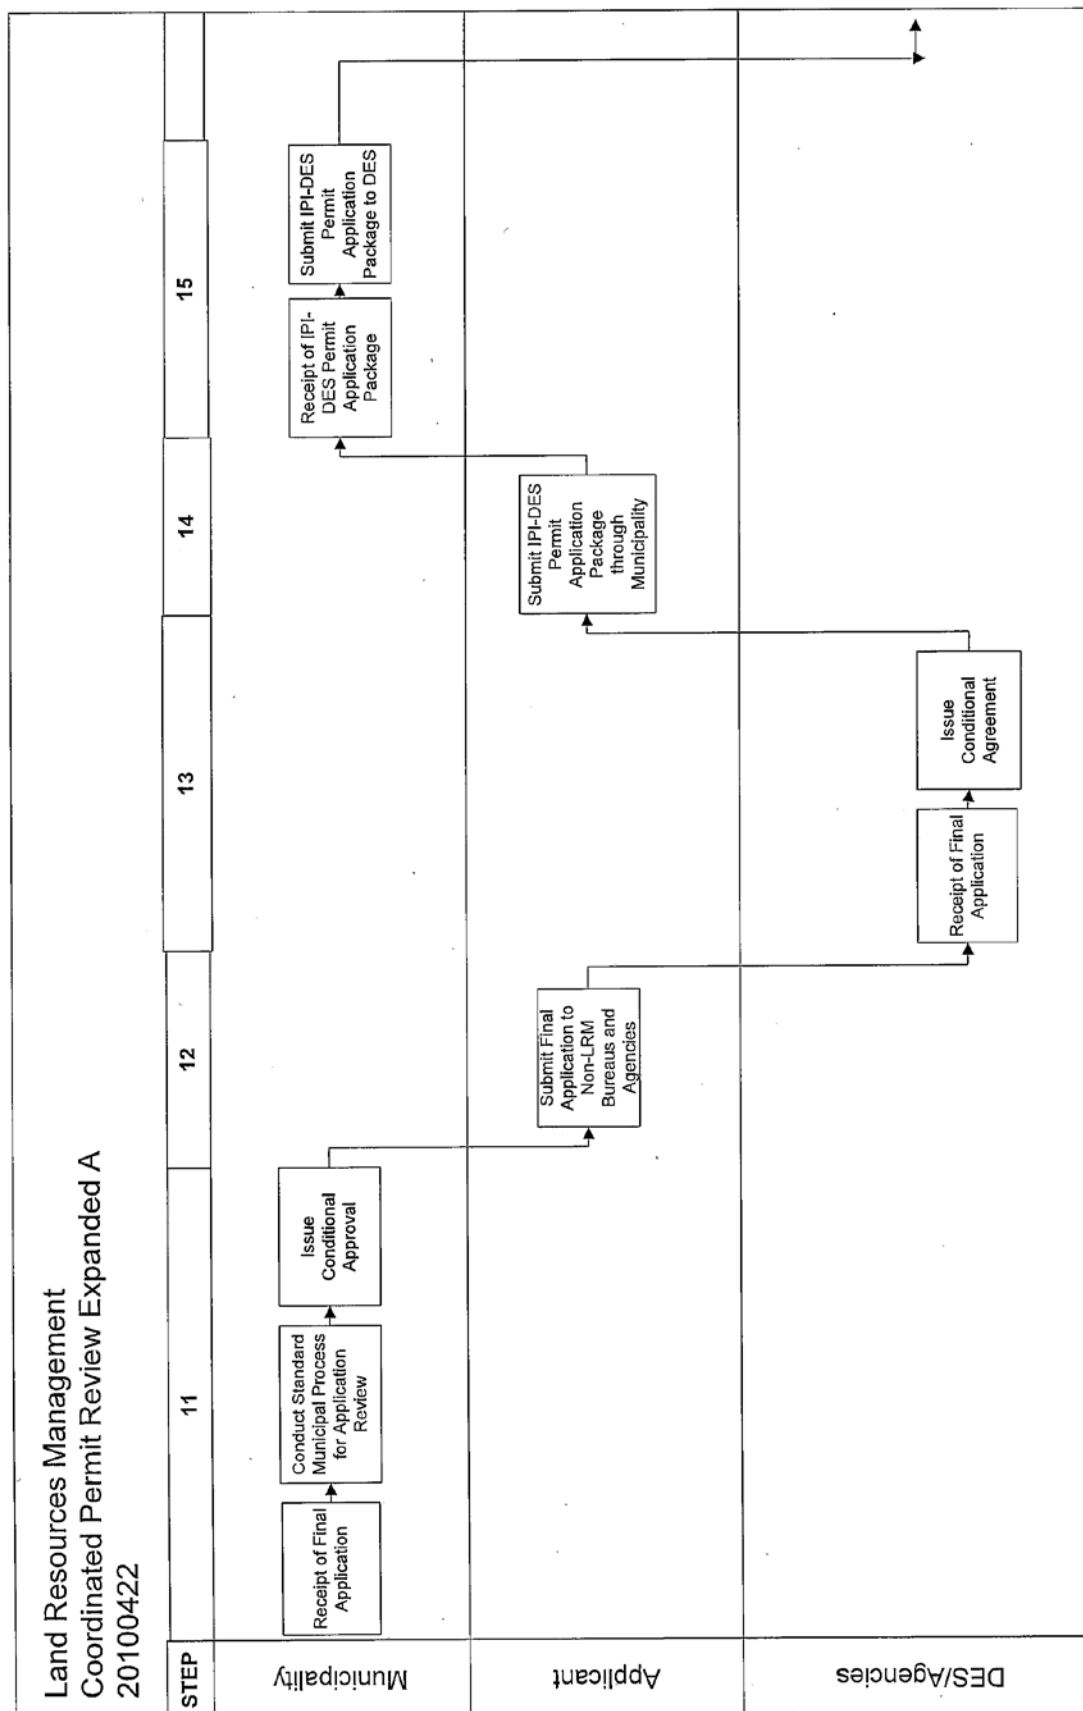 Land Resources Management
Coordinated Permit Review Expanded A
20100422
STEP
11
12
13
14
15
Municipality
Receipt of Final
Application
Conduct Standard
Municipal Process
for Application
Review
Issue
Conditional
Approval
Receipt of IPI-
DES Permit
Application
Package
Submit IPI-DES
Permit
Application
Package to DES
Applicant
Submit Final
Application to
Non-LRM
Bureaus and
Agencies
Submit IPI-DES
Permit
Application
Package
through
Municipality
DES/Agencies
Receipt of Final
Application
Issue
Conditional
Agreement